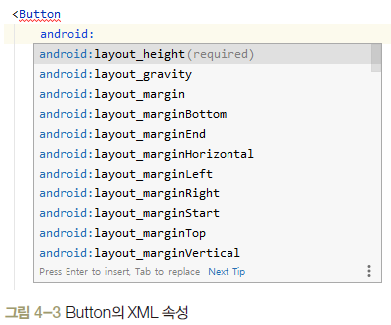 <Button
android:
android:layout_height(required)
android:layout_gravity
android:layout_margin
android:layout_marginBottom
android:layout_marginEnd
android:layout_marginHorizontal
android:layout_marginLeft
android:layout_marginRight
android:layout_marginStart
android:layout_marginTop
android:layout_marginVertical
Press Enter to insert, Tab to replace Next Tip
그림 4-3 Button의 XML 속성